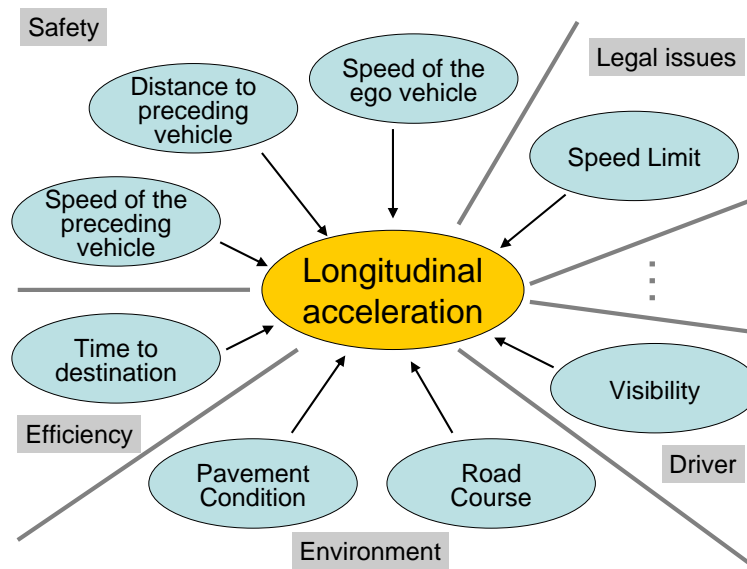 Safety
Speed of the
ego vehicle
Legal issues
Distance to
preceding
vehicle
Speed Limit
Speed of the
preceding
vehicle
Longitudinal
acceleration
Time to
destination
Visibility
Efficiency
Pavement
Condition
Road
Course
Driver
Environment